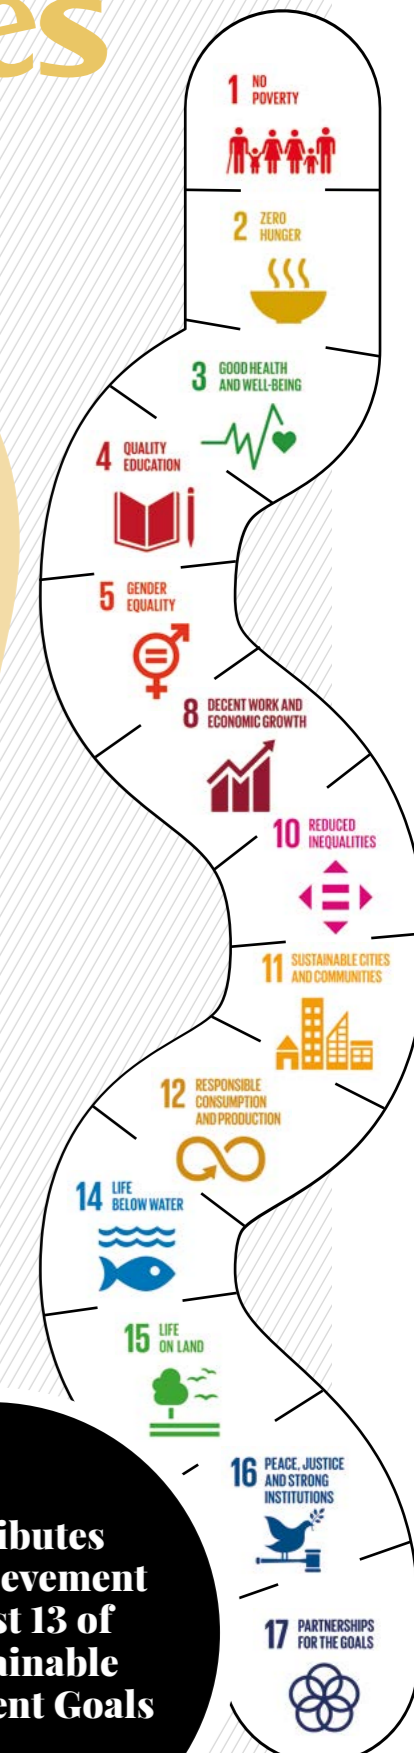 es
1 NO
POVERTY
2 ZERO
HUNGER
3 GOOD HEALTH
AND WELL-BEING
4 QUALITY
EDUCATION
5 GENDER
EQUALITY
8 DECENT WORK AND
ECONOMIC GROWTH
10 REDUCED
INEQUALITIES
11 SUSTAINABLE CITIES
AND COMMUNITIES
12 RESPONSIBLE
CONSUMPTION
AND PRODUCTION
14 LIFE
BELOW WATER
15 LIFE
ON LAND
16 PEACE, JUSTICE
AND STRONG
INSTITUTIONS
17 PARTNERSHIPS
FOR THE GOALS
ributes
evement
st 13 of
ainable
ent Goals